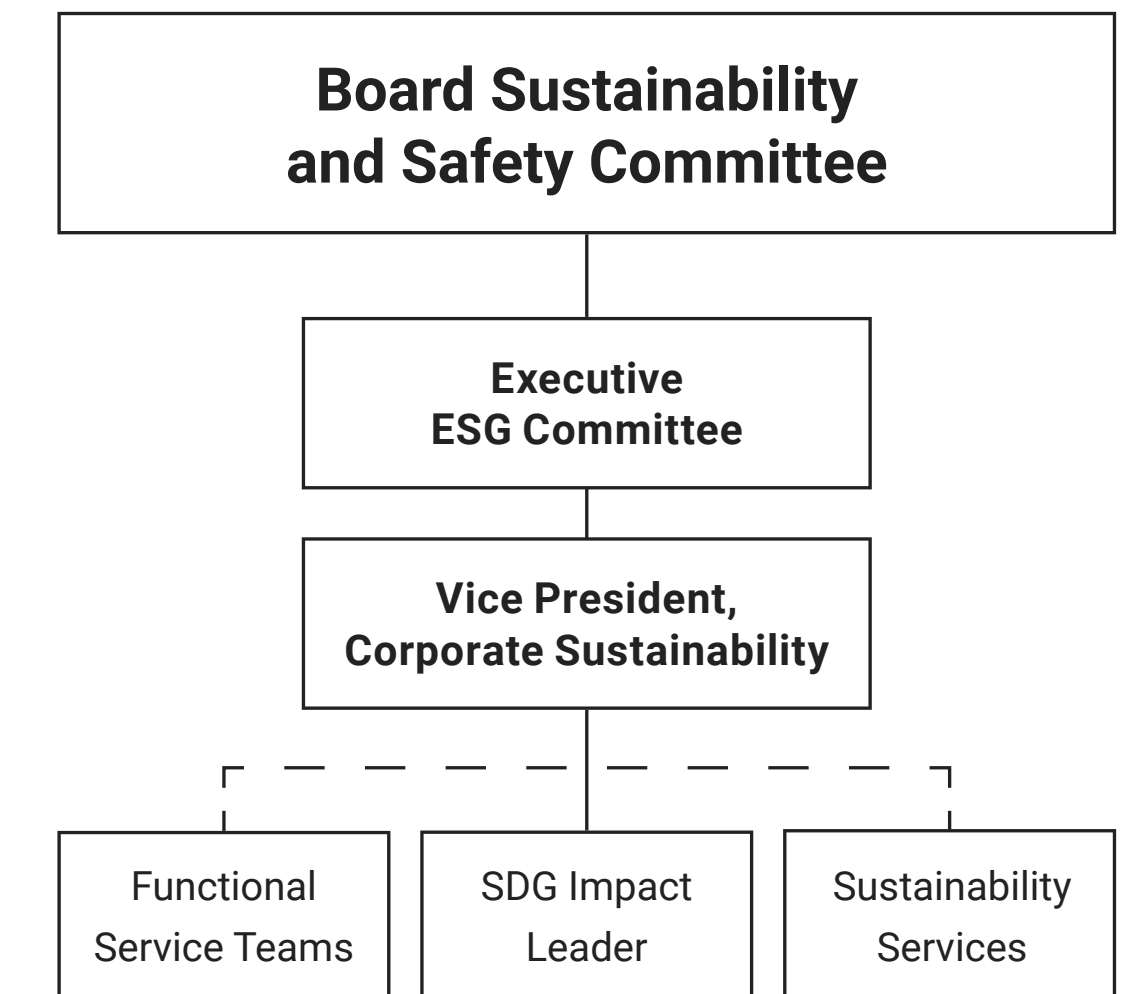 Board Sustainability
and Safety Committee
Executive
ESG Committee
Vice President,
Corporate Sustainability
Functional
Service Teams
SDG Impact
Leader
Sustainability
Services